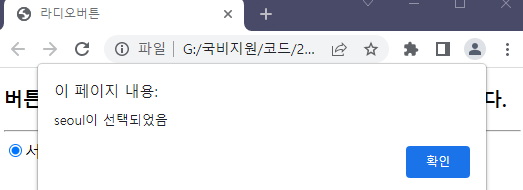 라디오버튼
파일 G:/국비지원/코드/2...
버튼
다.
이 페이지 내용:
seoul이 선택되었음
확인
서